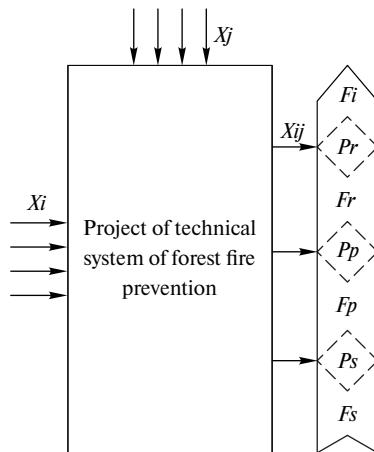 Xj
Fi
Xij
Pr
Xi
Fr
Project of technical
system of forest fire
prevention
Pp
Fp
Ps
Fs